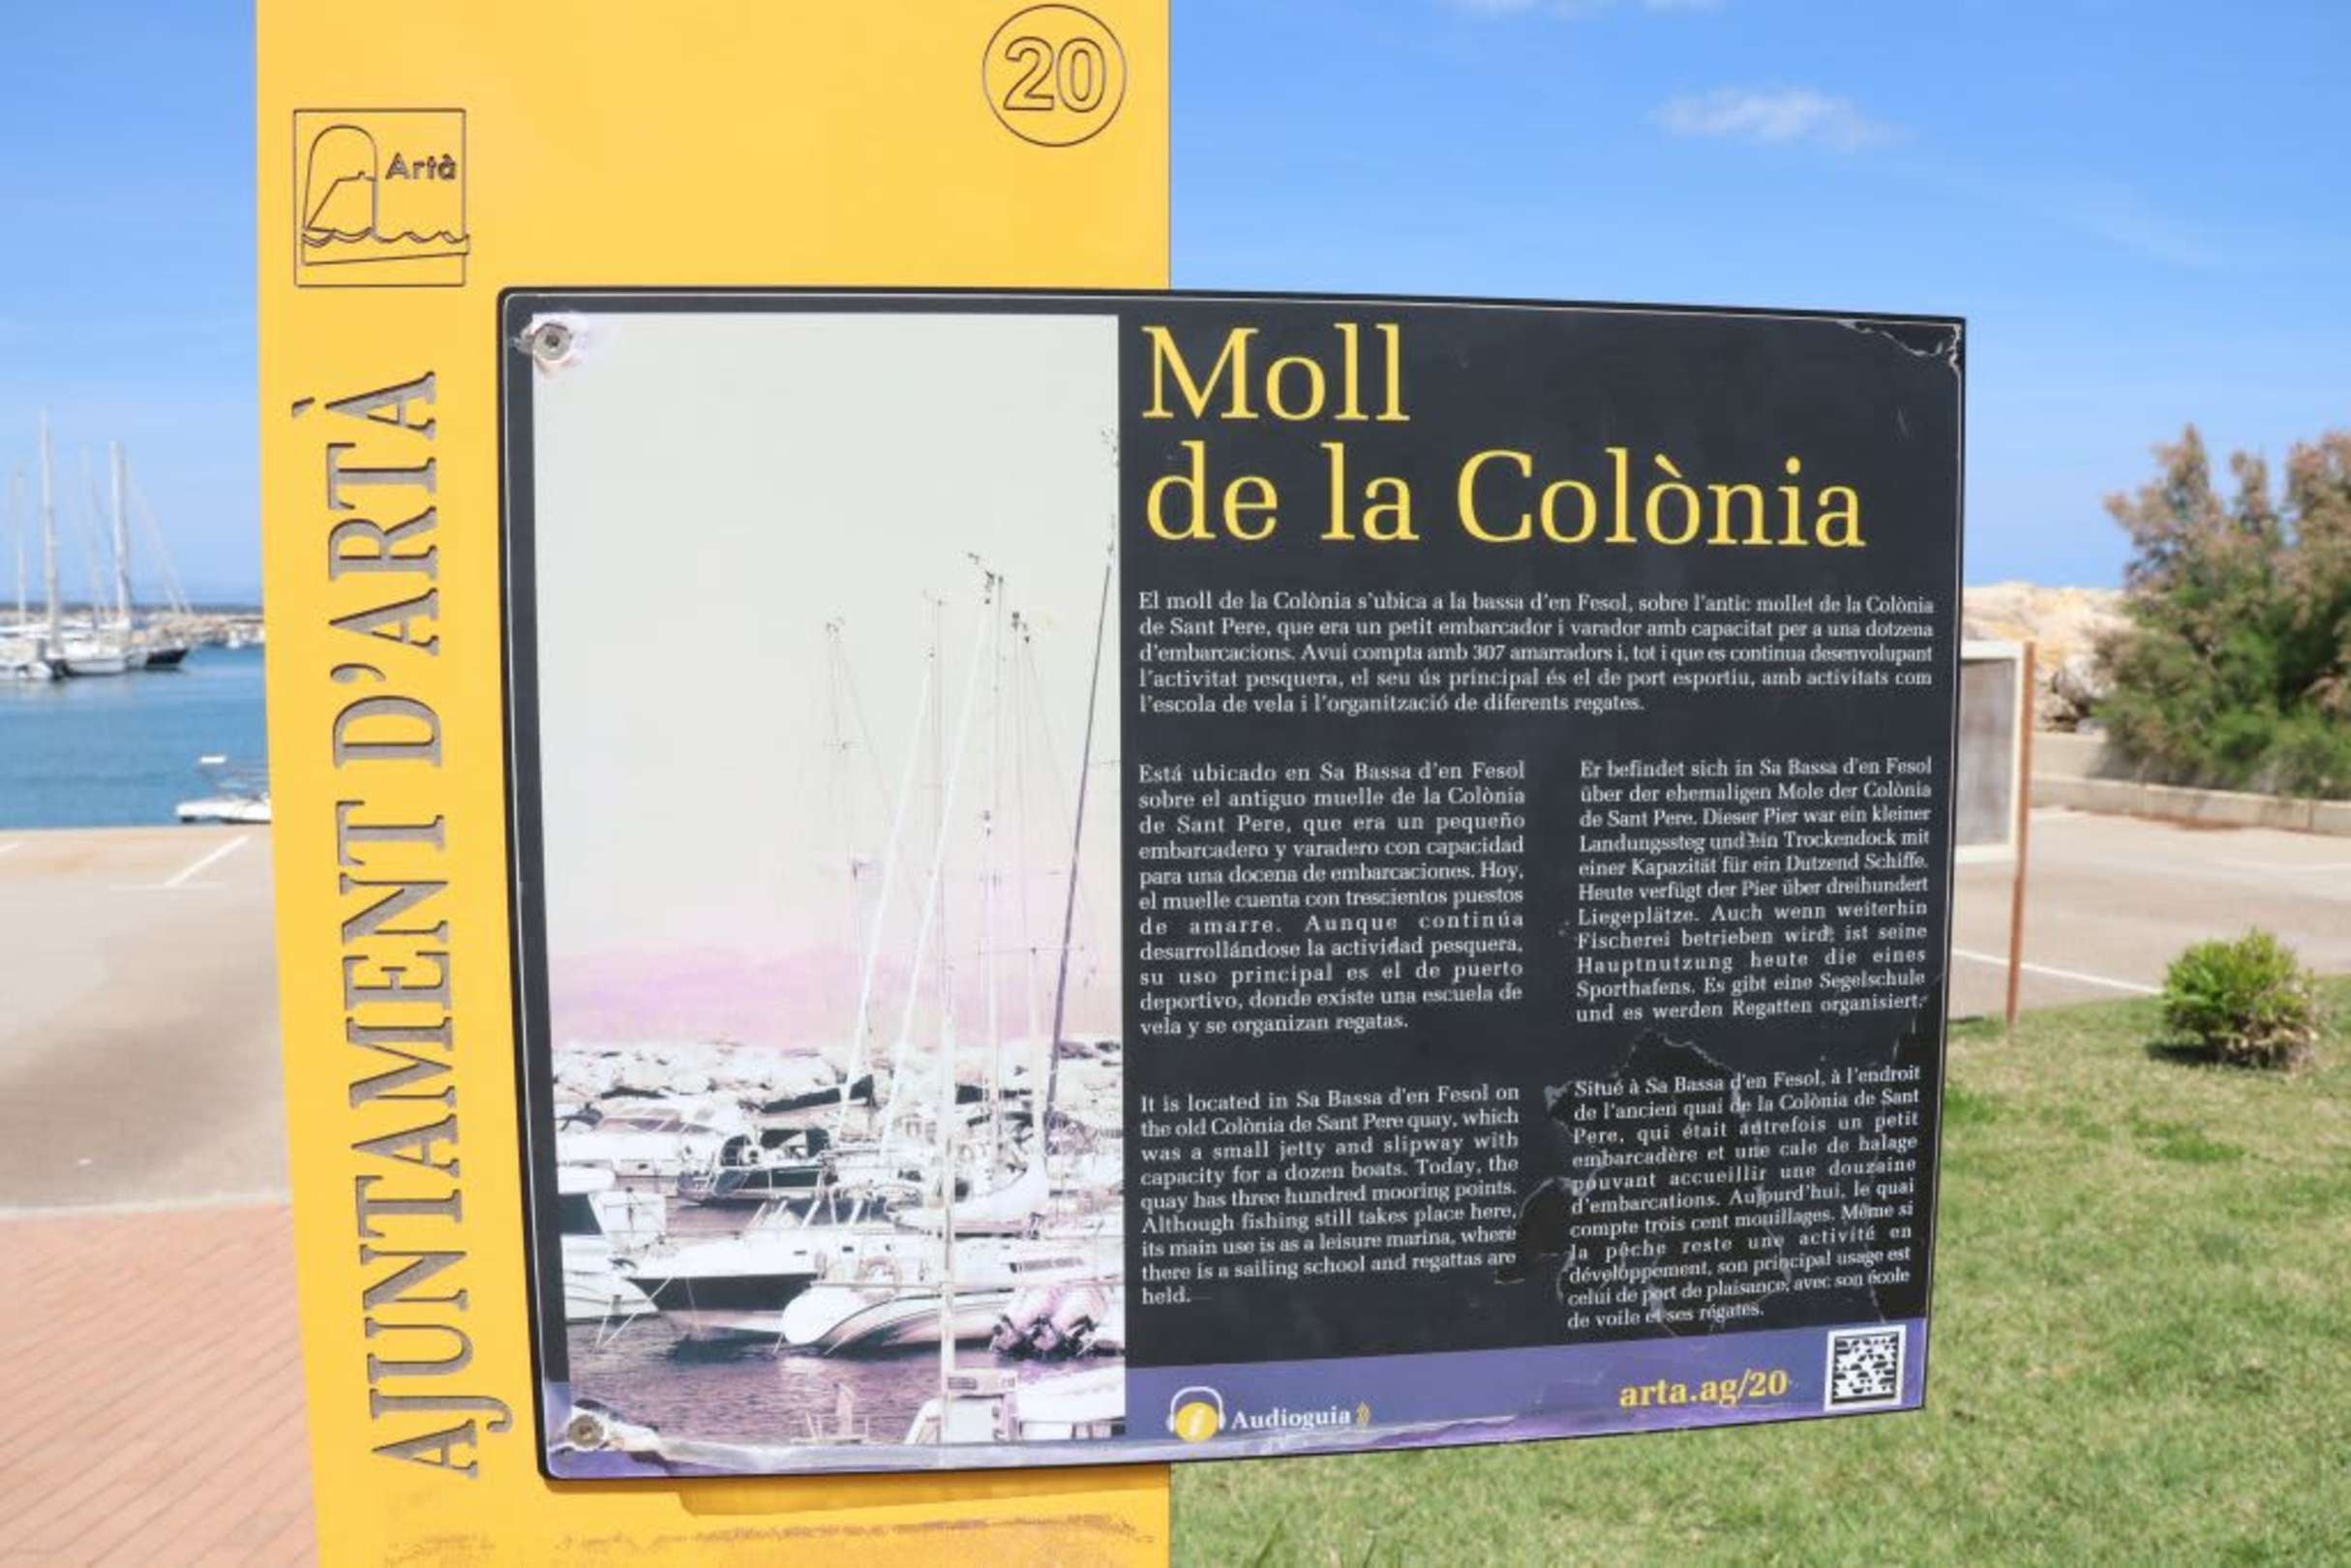 20
Artà
AJUNTAMENT D'ARTÀ
Moll
de la Colònia
El moll de la Colònia s'ubica a la bassa d'en Fesol, sobre l'antic mollet de la Colònia
de Sant Pere, que era un petit embarcador i varador amb capacitat per a una dotzena
d'embarcacions. Avui compta amb 307 amarradors i, tot i que es continua desenvolupant
l'activitat pesquera, el seu ús principal és el de port esportiu, amb activitats com
l'escola de vela i l'organització de diferents regates.
Está ubicado en Sa Bassa d'en Fesol
sobre el antiguo muelle de la Colònia
de Sant Pere, que era un pequeño
embarcadero y varadero con capacidad
para una docena de embarcaciones. Hoy,
el muelle cuenta con trescientos puestos
de amarre. Aunque continúa
desarrollándose la actividad pesquera,
su uso principal es el de puerto
deportivo, donde existe una escuela de
vela y se organizan regatas.
Er befindet sich in Sa Bassa d'en Fesol
über der ehemaligen Mole der Colònia
de Sant Pere. Dieser Pier war ein kleiner
Landungssteg und ein Trockendock mit
einer Kapazität für ein Dutzend Schiffe.
Heute verfügt der Pier über dreihundert
Liegeplätze. Auch wenn weiterhin
Fischerei betrieben wird, ist seine
Hauptnutzung heute die eines
Sporthafens. Es gibt eine Segelschule
und es werden Regatten organisiert.
It is located in Sa Bassa d'en Fesol on
the old Colònia de Sant Pere quay, which
was a small jetty and slipway with
capacity for a dozen boats. Today, the
quay has three hundred mooring points.
Although fishing still takes place here,
its main use is as a leisure marina, where
there is a sailing school and regattas are
held.
Situé à Sa Bassa d'en Fesol, à l'endroit
de l'ancien quai de la Colònia de Sant
Pere, qui était autrefois un petit
embarcadère et une cale de halage
pouvant accueillir une douzaine
d'embarcations. Aujourd'hui, le quai
compte trois cent mouillages. Même si
la pêche reste une activité en
développement, son principal usage est
celui de port de plaisance, avec son école
de voile et ses régates.
i Audioguia
arta.ag/20